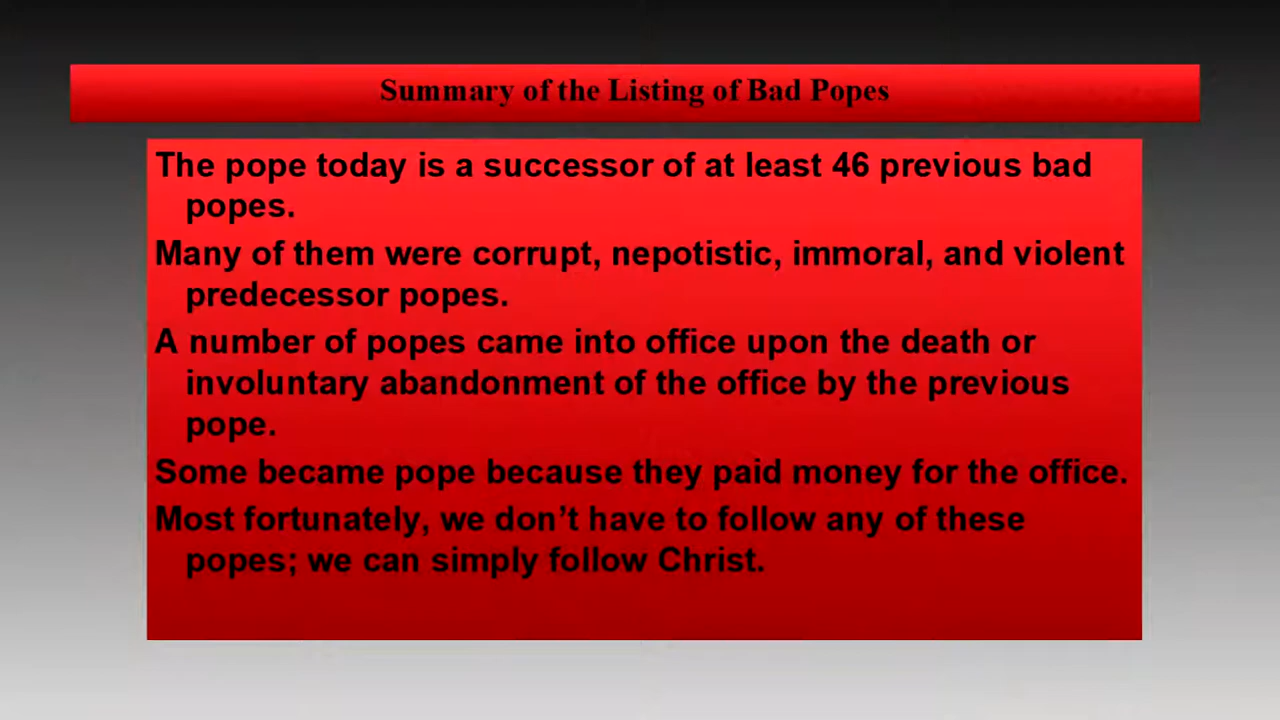 Summary of the Listing of Bad Popes
The pope today is a successor of at least 46 previous bad
popes.
Many of them were corrupt, nepotistic, immoral, and violent
predecessor popes.
A number of popes came into office upon the death or
involuntary abandonment of the office by the previous
pope.
Some became pope because they paid money for the office.
Most fortunately, we don’t have to follow any of these
popes; we can simply follow Christ.